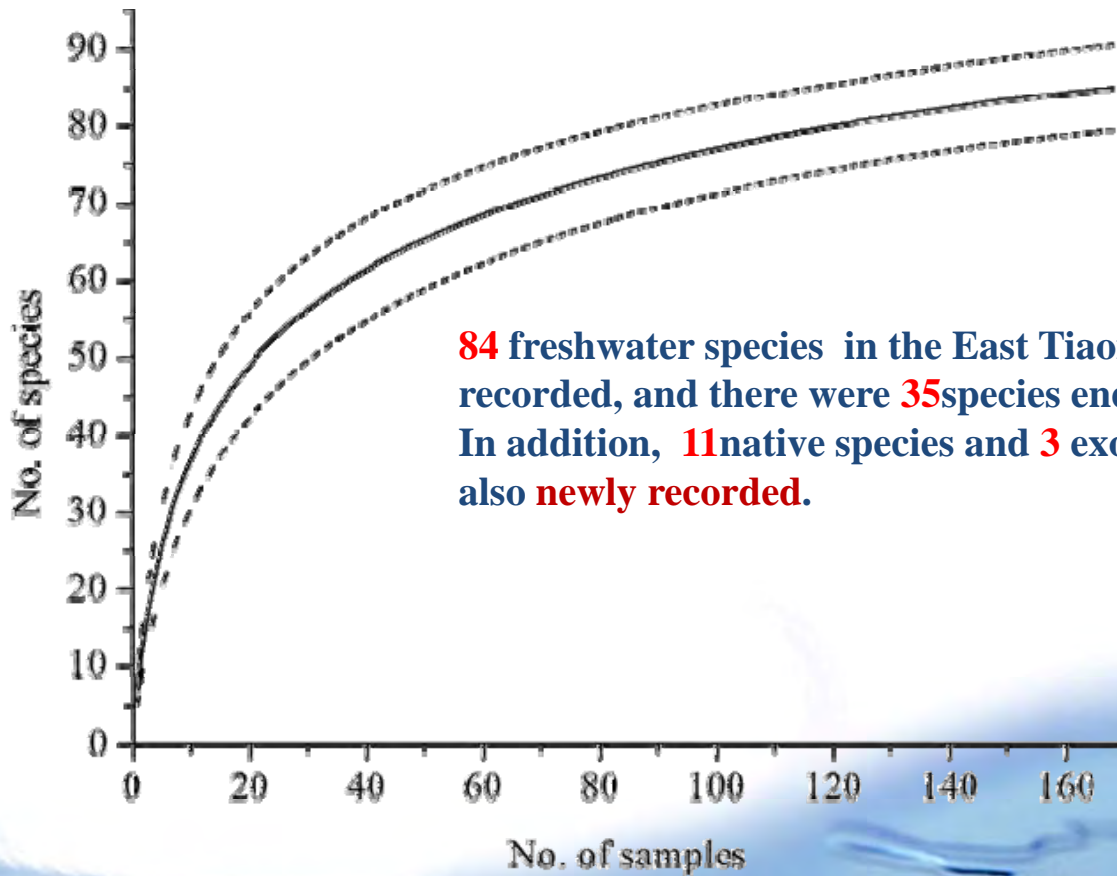 90
80
70
60
50
40
30
20
10
0
No. of species
84 freshwater species in the East Tiao
recorded, and there were 35species end
In addition, 11native species and 3 exo
also newly recorded.
0 20 40 60 80 100 120 140 160
No. of samples